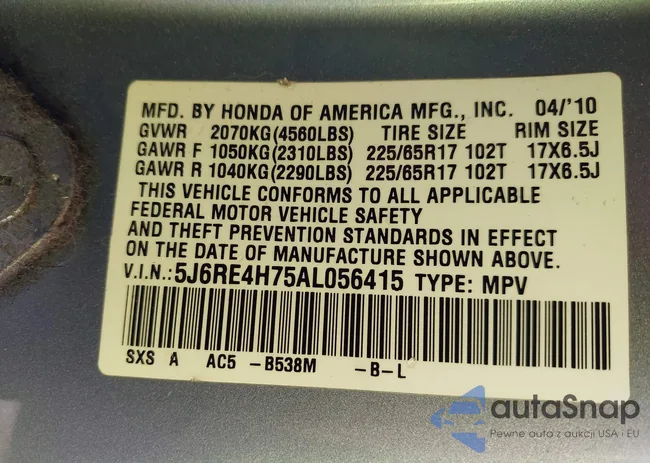 MFD. BY HONDA OF AMERICA MFG., INC. 04/'10
GVWR 2070KG(4560LBS) TIRE SIZE RIM SIZE
GAWR F 1050KG(2310LBS) 225/65R17 102T 17X6.5J
GAWR R 1040KG(2290LBS) 225/65R17 102T 17X6.5J
THIS VEHICLE CONFORMS TO ALL APPLICABLE
FEDERAL MOTOR VEHICLE SAFETY
AND THEFT PREVENTION STANDARDS IN EFFECT
ON THE DATE OF MANUFACTURE SHOWN ABOVE.
V.I.N.:5J6RE4H75AL056415 TYPE: MPV
SXS A AC5 -B538M -B-L
autaSnap
Pewne auta z aukcji USA i EU